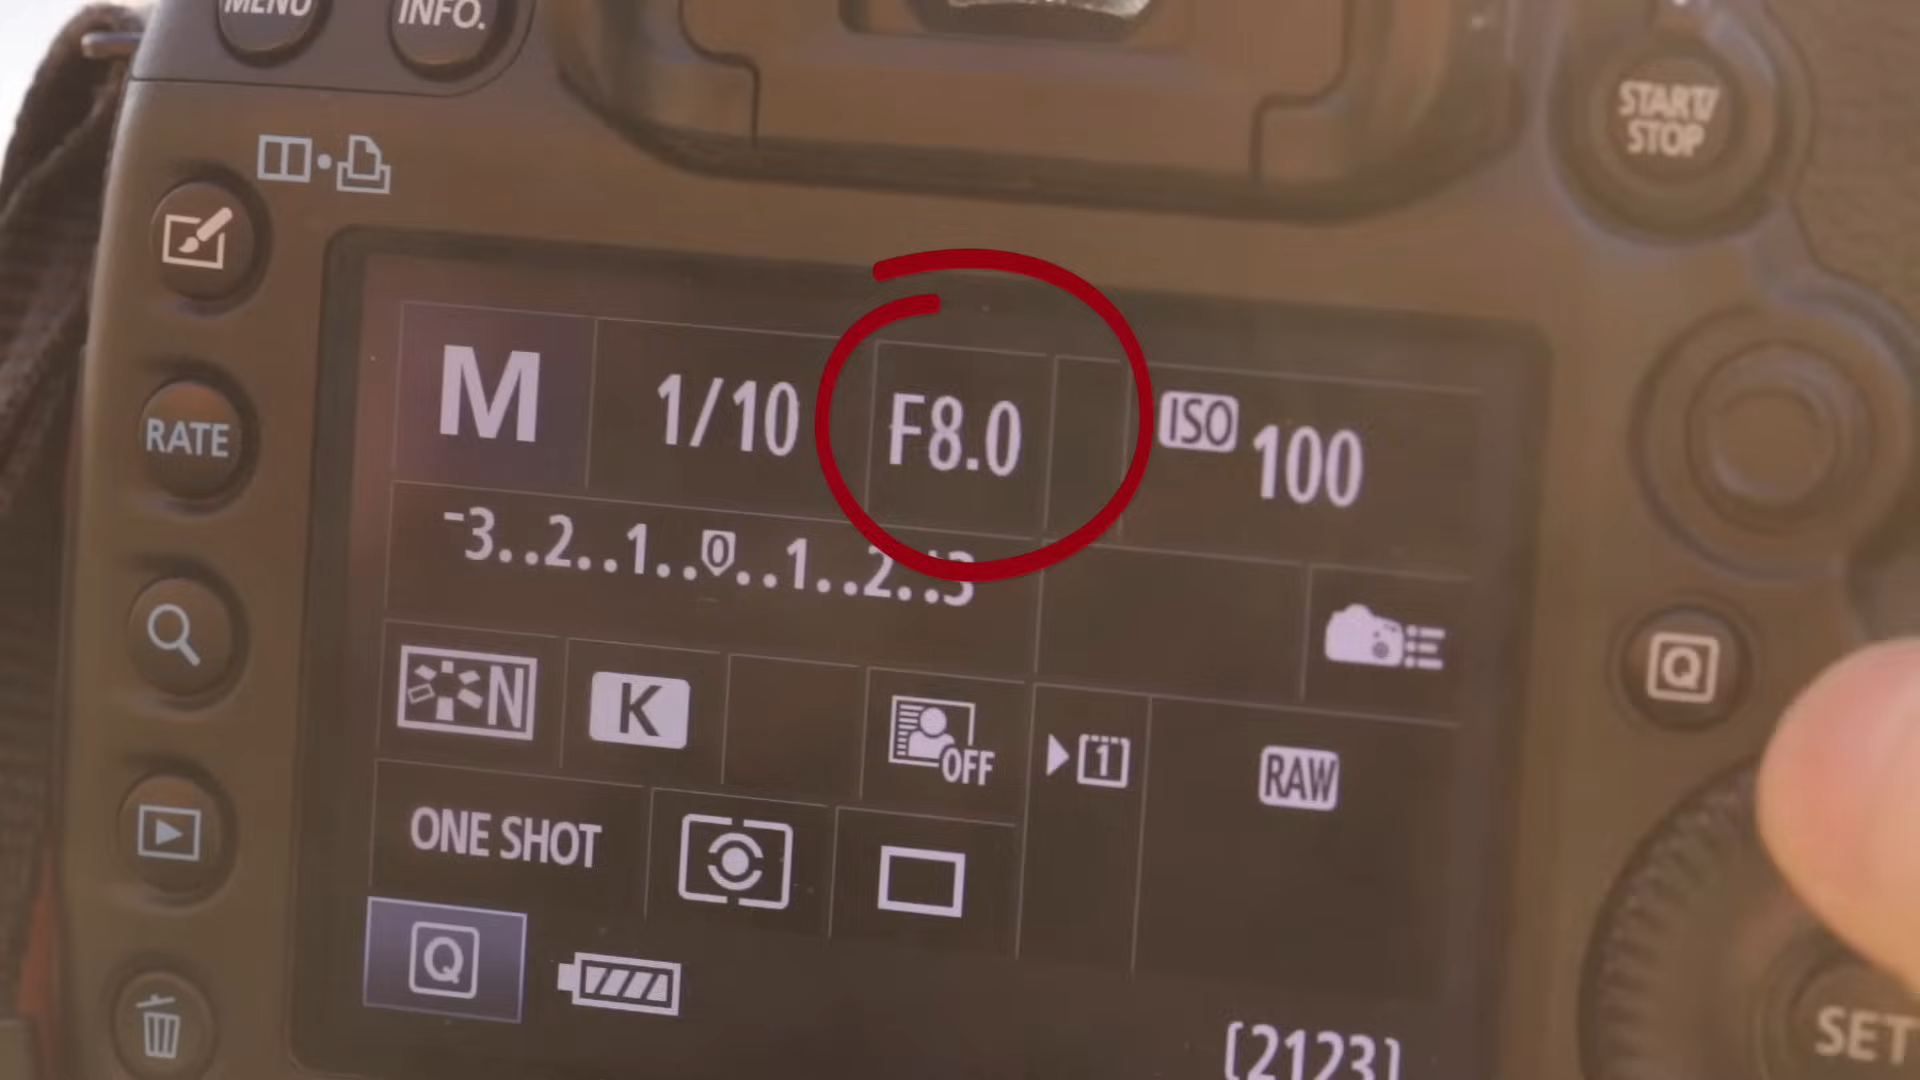 MENU
INFO.
START/
STOP
RATE
M 1/10 F8.0 ISO 100
-3..2..1..0..1..2..+3
N K OFF 1 RAW
ONE SHOT
Q
Q
[2123]
SET